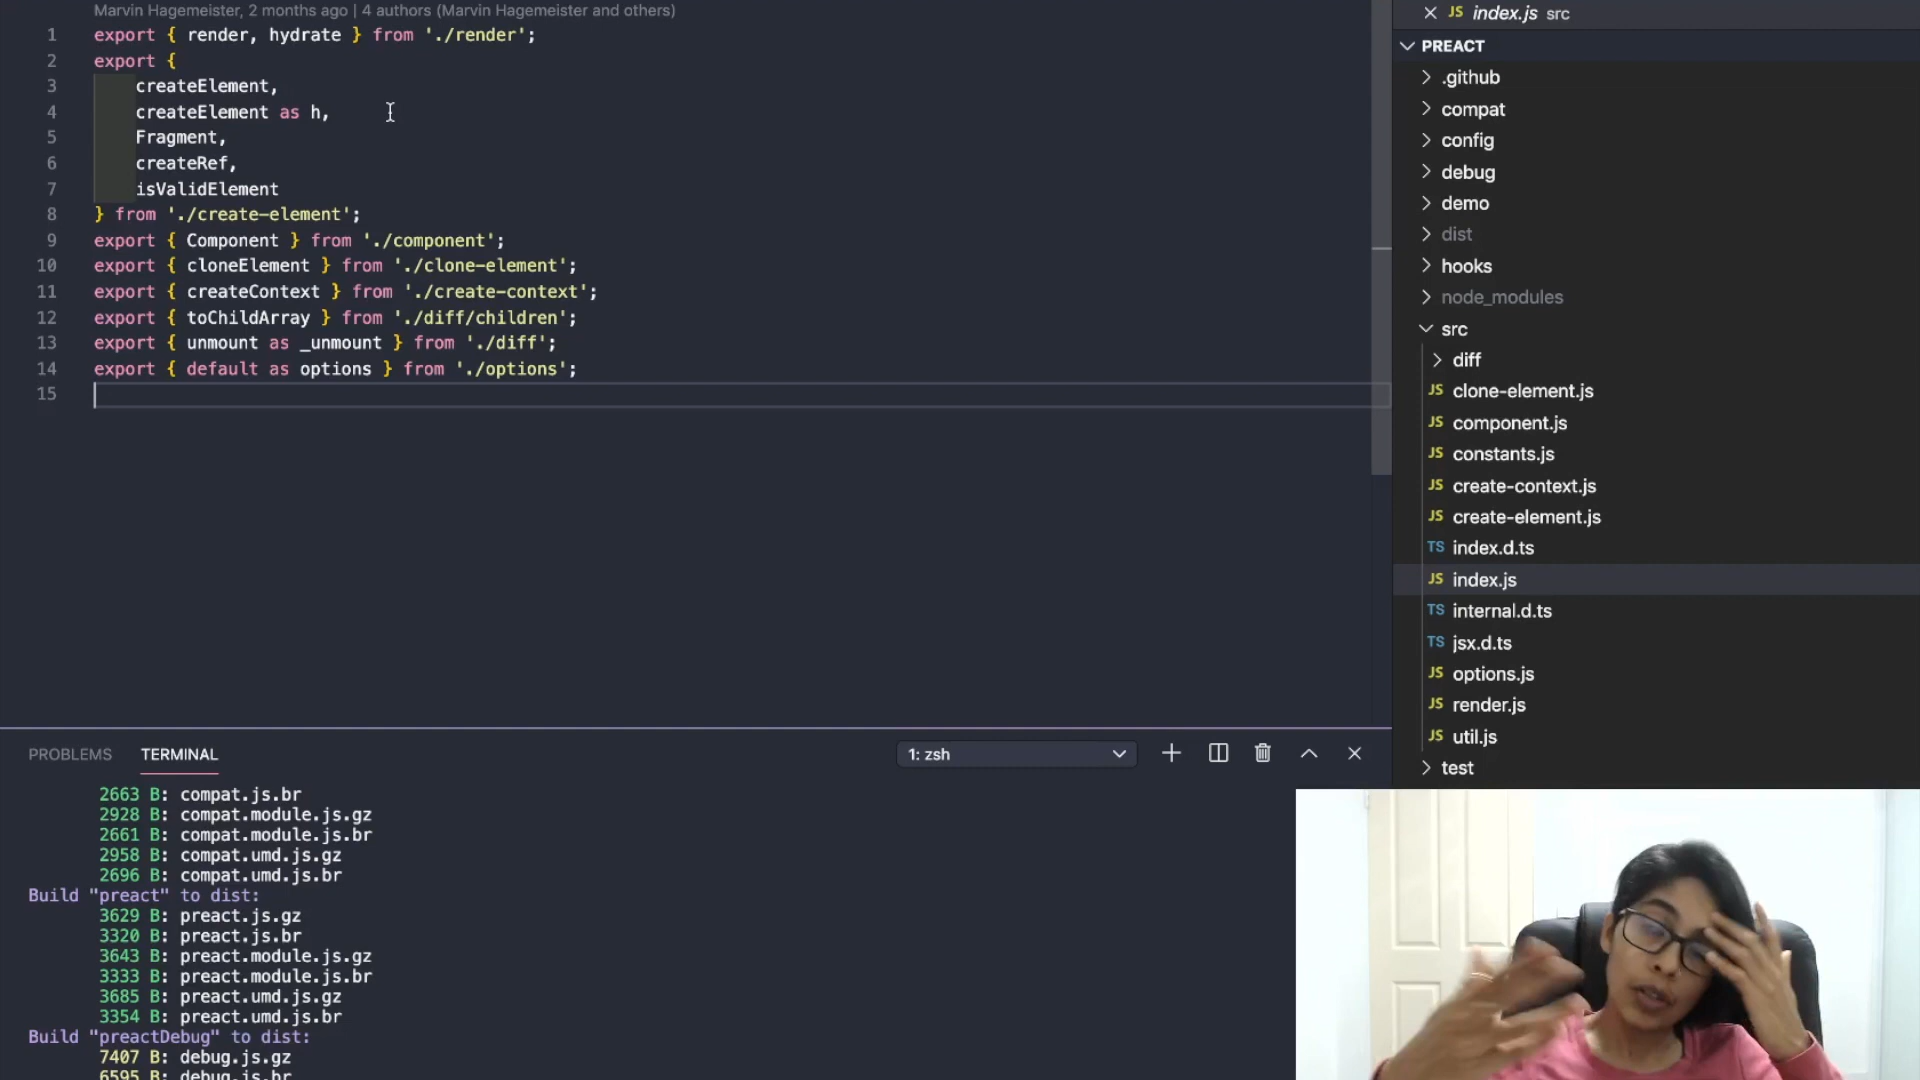 Marvin Hagemeister, 2 months ago | 4 authors (Marvin Hagemeister and others)
1 export { render, hydrate } from './render';
2 export {
3 createElement,
4 createElement as h,
5 Fragment,
6 createRef,
7 isValidElement
8 } from './create-element';
9 export { Component } from './component';
10 export { cloneElement } from './clone-element';
11 export { createContext } from './create-context';
12 export { toChildArray } from './diff/children';
13 export { unmount as _unmount } from './diff';
14 export { default as options } from './options';
15
PROBLEMS TERMINAL 1: zsh
2663 B: compat.js.br
2928 B: compat.module.js.gz
2661 B: compat.module.js.br
2958 B: compat.umd.js.gz
2696 B: compat.umd.js.br
Build "preact" to dist:
3629 B: preact.js.gz
3320 B: preact.js.br
3643 B: preact.module.js.gz
3333 B: preact.module.js.br
3685 B: preact.umd.js.gz
3354 B: preact.umd.js.br
Build "preactDebug" to dist:
7407 B: debug.js.gz
6595 B: debug.js.br
JS index.js src
PREACT
.github
compat
config
debug
demo
dist
hooks
node_modules
src
diff
JS clone-element.js
JS component.js
JS constants.js
JS create-context.js
JS create-element.js
TS index.d.ts
JS index.js
TS internal.d.ts
TS jsx.d.ts
JS options.js
JS render.js
JS util.js
test